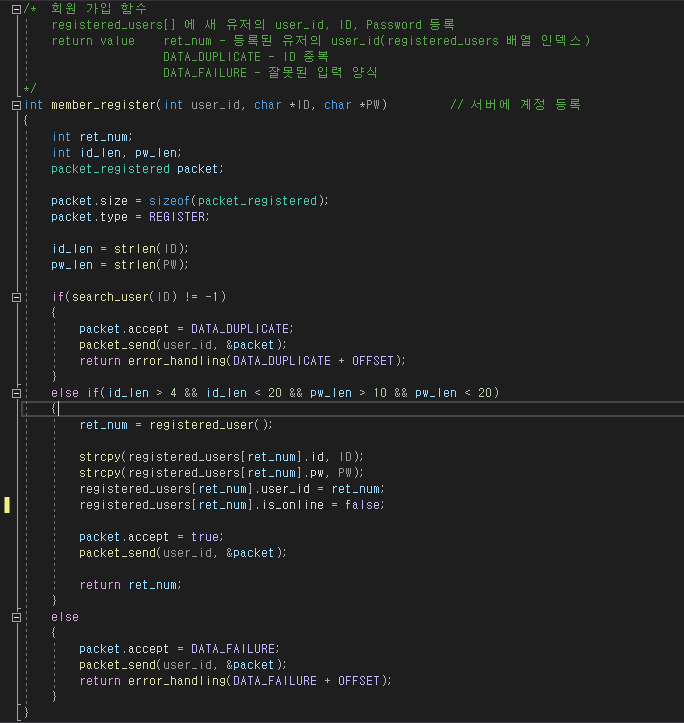 /* 회원 가입 함수
registered_users[] 에 새 유저의 user_id, ID, Password 등록
return value ret_num - 등록된 유저의 user_id(registered_users 배열 인덱스)
DATA_DUPLICATE - ID 중복
DATA_FAILURE - 잘못된 입력 양식
*/
int member_register(int user_id, char *ID, char *PW) // 서버에 계정 등록
{
int ret_num;
int id_len, pw_len;
packet_registered packet;
packet.size = sizeof(packet_registered);
packet.type = REGISTER;
id_len = strlen(ID);
pw_len = strlen(PW);
if(search_user(ID) != -1)
{
packet.accept = DATA_DUPLICATE;
packet_send(user_id, &packet);
return error_handling(DATA_DUPLICATE + OFFSET);
}
else if(id_len > 4 && id_len < 20 && pw_len > 10 && pw_len < 20)
{
ret_num = registered_user();
strcpy(registered_users[ret_num].id, ID);
strcpy(registered_users[ret_num].pw, PW);
registered_users[ret_num].user_id = ret_num;
registered_users[ret_num].is_online = false;
packet.accept = true;
packet_send(user_id, &packet);
return ret_num;
}
else
{
packet.accept = DATA_FAILURE;
packet_send(user_id, &packet);
return error_handling(DATA_FAILURE + OFFSET);
}
}